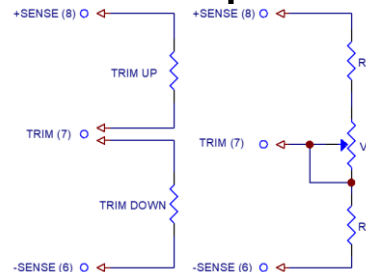 +SENSE (8)
TRIM UP
TRIM (7)
TRIM DOWN
-SENSE (6)
+SENSE (8)
R
V
TRIM (7)
R
-SENSE (6)